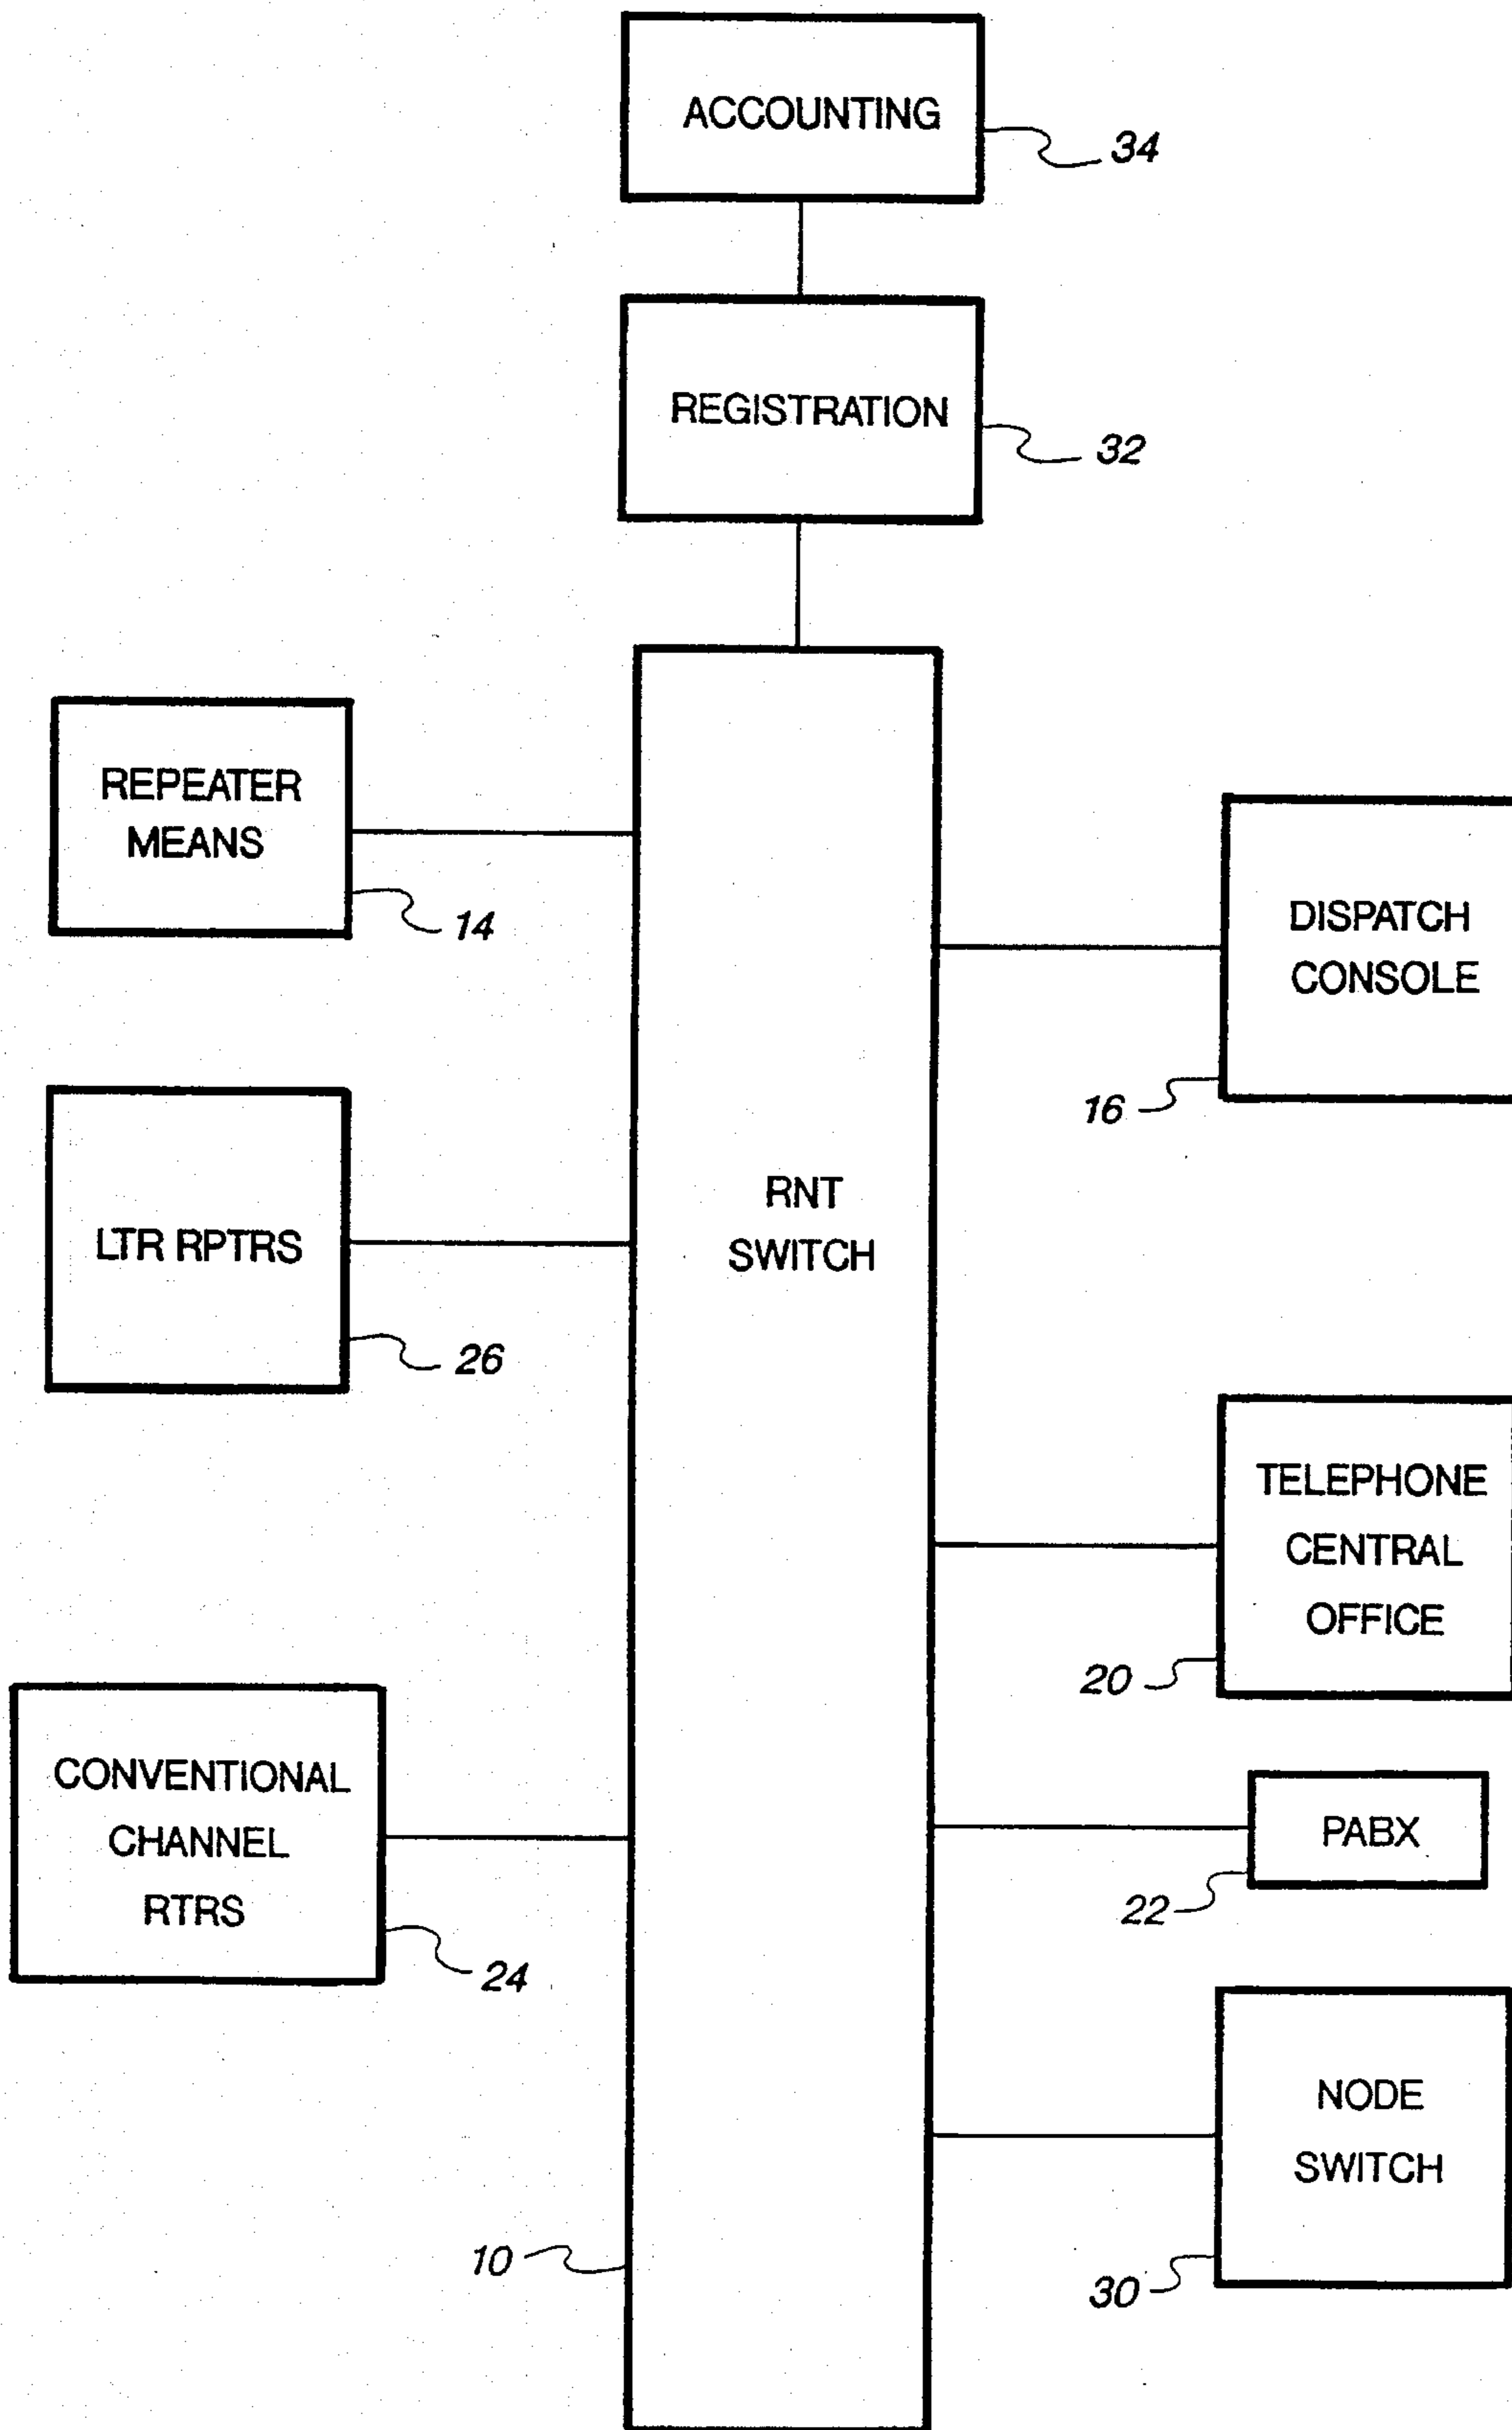 ACCOUNTING
34
REGISTRATION
32
REPEATER
MEANS
14
DISPATCH
CONSOLE
16
RNT
SWITCH
LTR RPTRS
26
TELEPHONE
CENTRAL
OFFICE
20
CONVENTIONAL
CHANNEL
RTRS
24
PABX
22
NODE
SWITCH
30
10